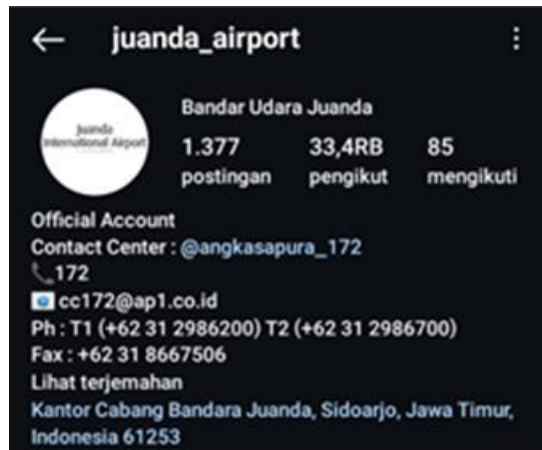 juanda_airport
Juanda
International Airport
Bandar Udara Juanda
1.377 33,4RB 85
postingan pengikut mengikuti
Official Account
Contact Center : @angkasapura_172
📞172
📧 cc172@ap1.co.id
Ph : T1 (+62 31 2986200) T2 (+62 31 2986700)
Fax : +62 31 8667506
Lihat terjemahan
Kantor Cabang Bandara Juanda, Sidoarjo, Jawa Timur,
Indonesia 61253